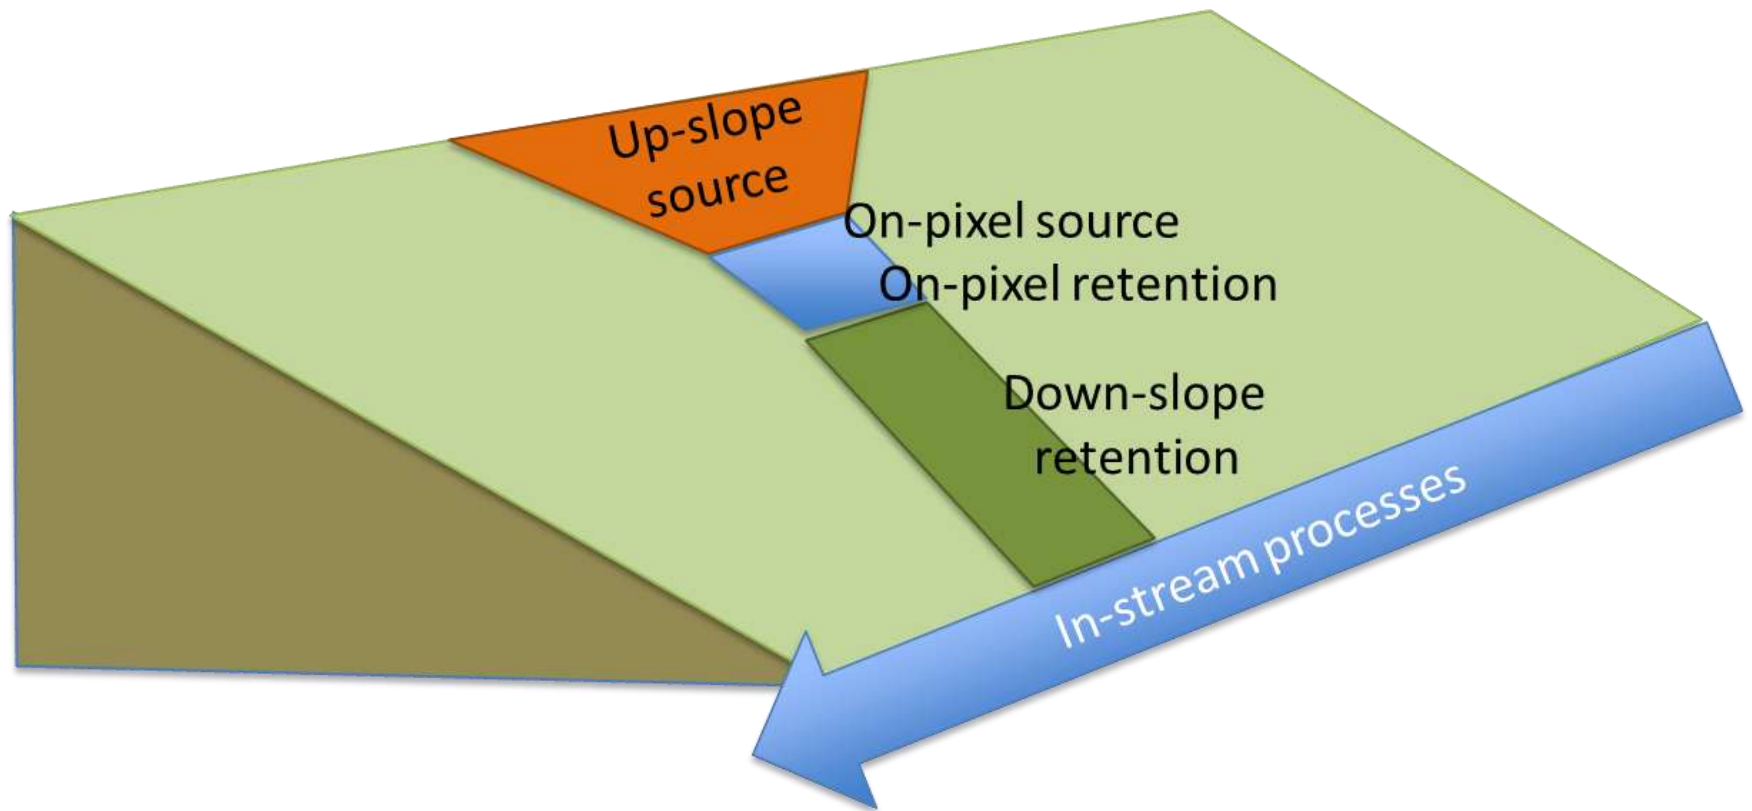 Up-slope
source
On-pixel source
On-pixel retention
Down-slope
retention
In-stream processes